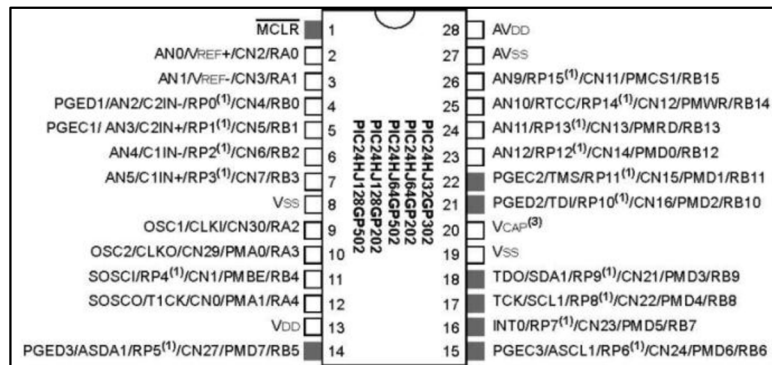 MCLR 1 28 AVDD
AN0/VREF+/CN2/RA0 2 27 AVSS
AN1/VREF-/CN3/RA1 3 26 AN9/RP15(1)/CN11/PMCS1/RB15
PGED1/AN2/C2IN-/RP0(1)/CN4/RB0 4 25 AN10/RTCC/RP14(1)/CN12/PMWR/RB14
PGEC1/ AN3/C2IN+/RP1(1)/CN5/RB1 5 24 AN11/RP13(1)/CN13/PMRD/RB13
AN4/C1IN-/RP2(1)/CN6/RB2 6 23 AN12/RP12(1)/CN14/PMD0/RB12
AN5/C1IN+/RP3(1)/CN7/RB3 7 22 PGEC2/TMS/RP11(1)/CN15/PMD1/RB11
VSS 8 21 PGED2/TDI/RP10(1)/CN16/PMD2/RB10
OSC1/CLKI/CN30/RA2 9 20 VCAP(3)
OSC2/CLKO/CN29/PMA0/RA3 10 19 VSS
SOSCI/RP4(1)/CN1/PMBE/RB4 11 18 TDO/SDA1/RP9(1)/CN21/PMD3/RB9
SOSCO/T1CK/CN0/PMA1/RA4 12 17 TCK/SCL1/RP8(1)/CN22/PMD4/RB8
VDD 13 16 INT0/RP7(1)/CN23/PMD5/RB7
PGED3/ASDA1/RP5(1)/CN27/PMD7/RB5 14 15 PGEC3/ASCL1/RP6(1)/CN24/PMD6/RB6
PIC24HJ32GP302
PIC24HJ64GP202
PIC24HJ64GP502
PIC24HJ128GP202
PIC24HJ128GP502